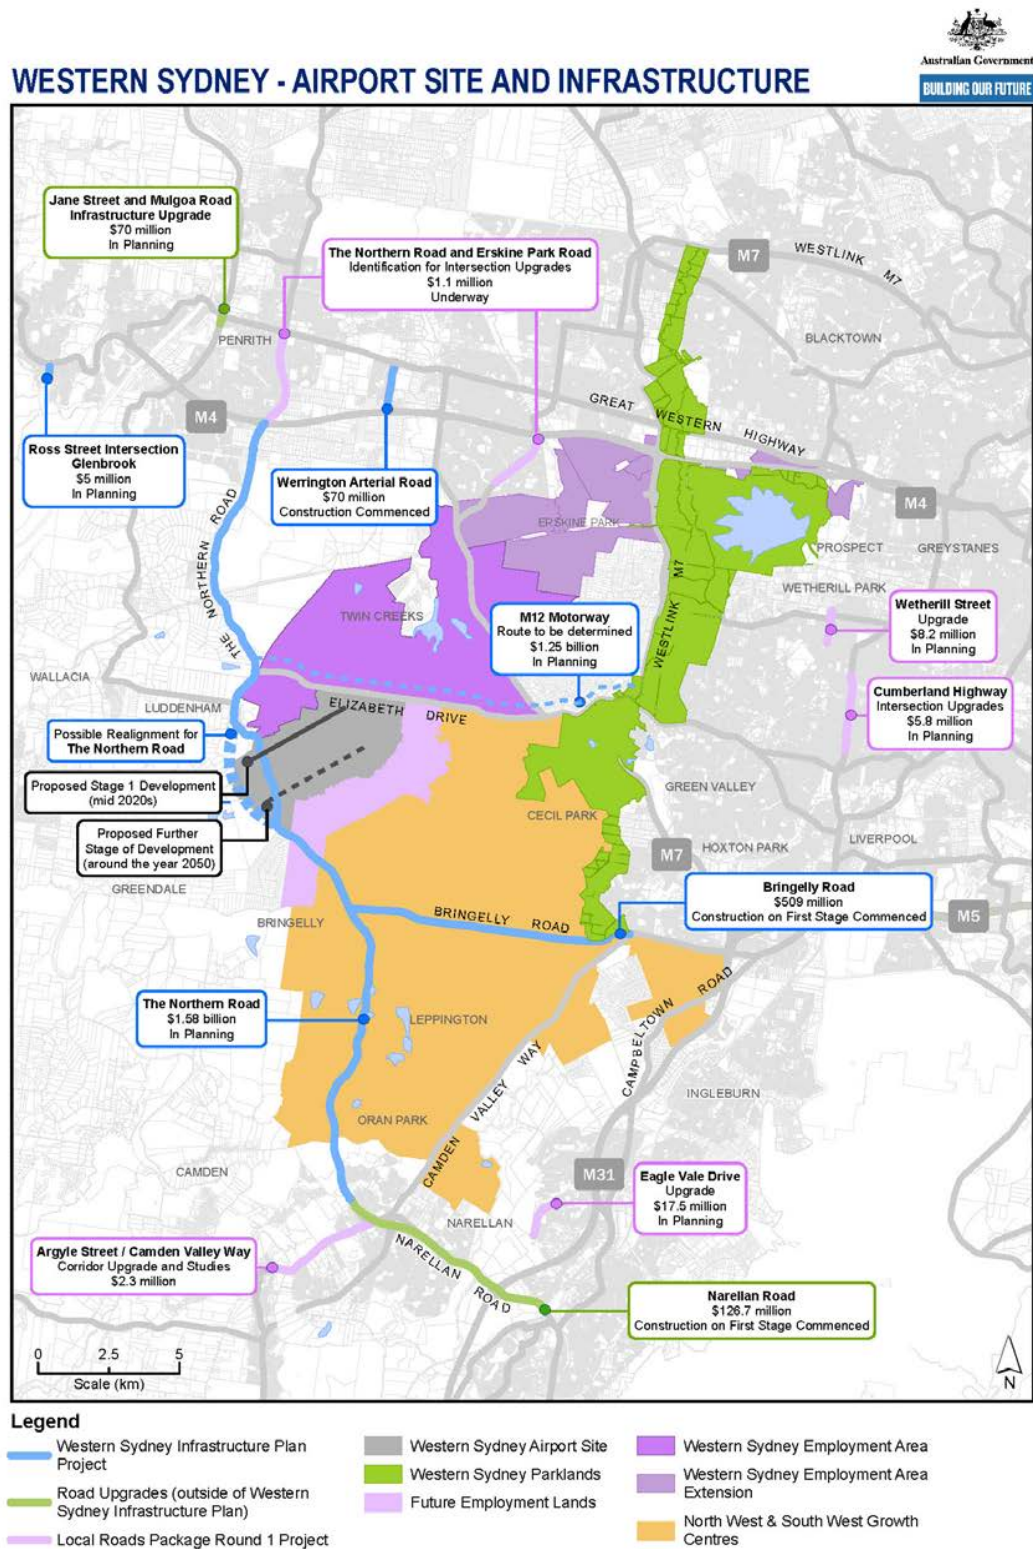 Australian Government
BUILDING OUR FUTURE
WESTERN SYDNEY - AIRPORT SITE AND INFRASTRUCTURE
Jane Street and Mulgoa Road
Infrastructure Upgrade
$70 million
In Planning
The Northern Road and Erskine Park Road
Identification for Intersection Upgrades
$1.1 million
Underway
M7
WESTLINK M7
BLACKTOWN
PENRITH
M4
GREAT WESTERN HIGHWAY
Ross Street Intersection
Glenbrook
$5 million
In Planning
Werrington Arterial Road
$70 million
Construction Commenced
THE NORTHERN ROAD
ERSKINE PARK
M4
PROSPECT
GREYSTANES
WETHERILL PARK
WESTLINK M7
TWIN CREEKS
M12 Motorway
Route to be determined
$1.25 billion
In Planning
Wetherill Street
Upgrade
$8.2 million
In Planning
WALLACIA
LUDDENHAM
ELIZABETH DRIVE
Cumberland Highway
Intersection Upgrades
$5.8 million
In Planning
Possible Realignment for
The Northern Road
Proposed Stage 1 Development
(mid 2020s)
Proposed Further
Stage of Development
(around the year 2050)
GREEN VALLEY
CECIL PARK
LIVERPOOL
HOXTON PARK
M7
GREENDALE
BRINGELLY
BRINGELLY ROAD
Bringelly Road
$509 million
Construction on First Stage Commenced
M5
The Northern Road
$1.58 billion
In Planning
LEPPINGTON
CAMPBELTOWN ROAD
CAMDEN VALLEY WAY
INGLEBURN
ORAN PARK
CAMDEN
M31
Eagle Vale Drive
Upgrade
$17.5 million
In Planning
NARELLAN
Argyle Street / Camden Valley Way
Corridor Upgrade and Studies
$2.3 million
NARELLAN ROAD
Narellan Road
$126.7 million
Construction on First Stage Commenced
0 2.5 5
Scale (km)
N
Legend
Western Sydney Infrastructure Plan
Project
Road Upgrades (outside of Western
Sydney Infrastructure Plan)
Local Roads Package Round 1 Project
Western Sydney Airport Site
Western Sydney Parklands
Future Employment Lands
Western Sydney Employment Area
Western Sydney Employment Area
Extension
North West & South West Growth
Centres